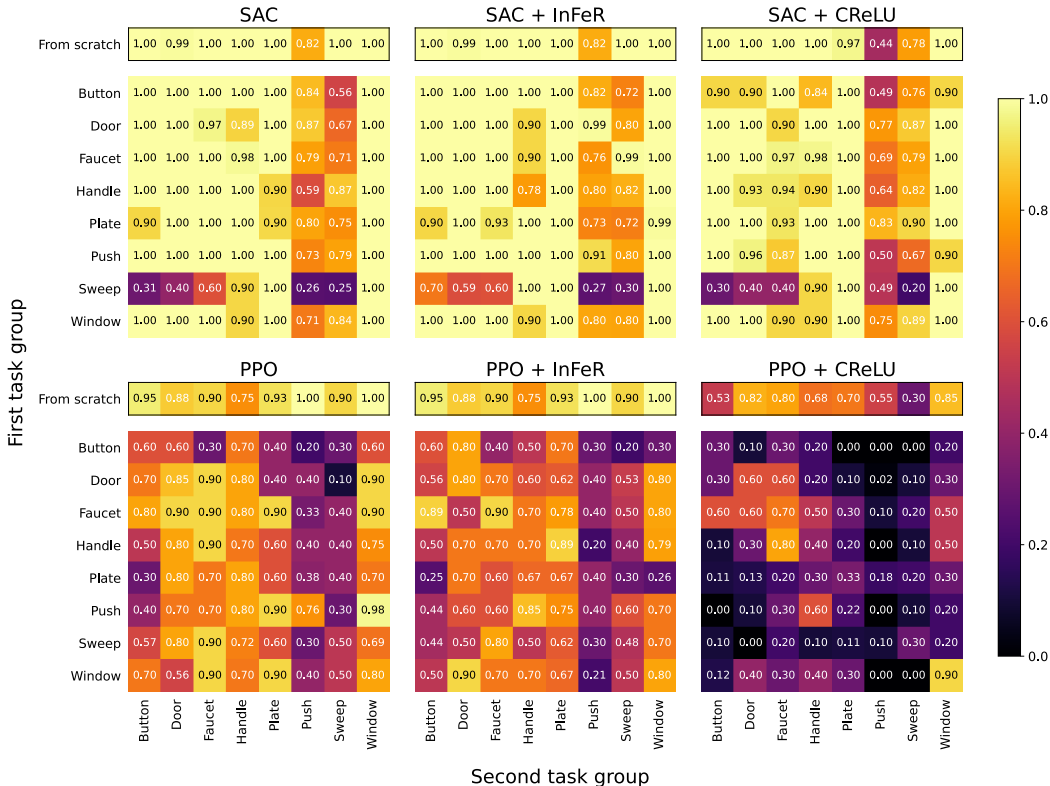 SAC SAC + InFeR SAC + CReLU
From scratch 1.00 0.99 1.00 1.00 1.00 0.82 1.00 1.00 1.00 0.99 1.00 1.00 1.00 0.82 1.00 1.00 1.00 1.00 1.00 1.00 0.97 0.44 0.78 1.00
Button 1.00 1.00 1.00 1.00 1.00 0.84 0.56 1.00 1.00 1.00 1.00 1.00 1.00 0.82 0.72 1.00 0.90 0.90 1.00 0.84 1.00 0.49 0.76 0.90
Door 1.00 1.00 0.97 0.89 1.00 0.87 0.67 1.00 1.00 1.00 1.00 0.90 1.00 0.99 0.80 1.00 1.00 1.00 0.90 1.00 1.00 0.77 0.87 1.00
Faucet 1.00 1.00 1.00 0.98 1.00 0.79 0.71 1.00 1.00 1.00 1.00 0.90 1.00 0.76 0.99 1.00 1.00 1.00 0.97 0.98 1.00 0.69 0.79 1.00
Handle 1.00 1.00 1.00 1.00 0.90 0.59 0.87 1.00 1.00 1.00 1.00 0.78 1.00 0.80 0.82 1.00 1.00 0.93 0.94 0.90 1.00 0.64 0.82 1.00
Plate 0.90 1.00 1.00 1.00 0.90 0.80 0.75 1.00 0.90 1.00 0.93 1.00 1.00 0.73 0.72 0.99 1.00 1.00 0.93 1.00 1.00 0.83 0.90 1.00
Push 1.00 1.00 1.00 1.00 1.00 0.73 0.79 1.00 1.00 1.00 1.00 1.00 1.00 0.91 0.80 1.00 1.00 0.96 0.87 1.00 1.00 0.50 0.67 0.90
Sweep 0.31 0.40 0.60 0.90 1.00 0.26 0.25 1.00 0.70 0.59 0.60 1.00 1.00 0.27 0.30 1.00 0.30 0.40 0.40 0.90 1.00 0.49 0.20 1.00
Window 1.00 1.00 1.00 0.90 1.00 0.71 0.84 1.00 1.00 1.00 1.00 0.90 1.00 0.80 0.80 1.00 1.00 1.00 0.90 0.90 1.00 0.75 0.89 1.00
PPO PPO + InFeR PPO + CReLU
From scratch 0.95 0.88 0.90 0.75 0.93 1.00 0.90 1.00 0.95 0.88 0.90 0.75 0.93 1.00 0.90 1.00 0.53 0.82 0.80 0.68 0.70 0.55 0.30 0.85
Button 0.60 0.60 0.30 0.70 0.40 0.20 0.30 0.60 0.60 0.80 0.40 0.50 0.70 0.30 0.20 0.30 0.30 0.10 0.30 0.20 0.00 0.00 0.00 0.20
Door 0.70 0.85 0.90 0.80 0.40 0.40 0.10 0.90 0.56 0.80 0.70 0.60 0.62 0.40 0.53 0.80 0.30 0.60 0.60 0.20 0.10 0.02 0.10 0.30
Faucet 0.80 0.90 0.90 0.80 0.90 0.33 0.40 0.90 0.89 0.50 0.90 0.70 0.78 0.40 0.50 0.80 0.60 0.60 0.70 0.50 0.30 0.10 0.20 0.50
Handle 0.50 0.80 0.90 0.70 0.60 0.40 0.40 0.75 0.50 0.70 0.70 0.70 0.89 0.20 0.40 0.79 0.10 0.30 0.80 0.40 0.20 0.00 0.10 0.50
Plate 0.30 0.80 0.70 0.80 0.60 0.38 0.40 0.70 0.25 0.70 0.60 0.67 0.67 0.40 0.30 0.26 0.11 0.13 0.20 0.30 0.33 0.18 0.20 0.30
Push 0.40 0.70 0.70 0.80 0.90 0.76 0.30 0.98 0.44 0.60 0.60 0.85 0.75 0.40 0.60 0.70 0.00 0.10 0.30 0.60 0.22 0.00 0.10 0.20
Sweep 0.57 0.80 0.90 0.72 0.60 0.30 0.50 0.69 0.44 0.50 0.80 0.50 0.62 0.30 0.48 0.70 0.10 0.00 0.20 0.10 0.11 0.10 0.30 0.20
Window 0.70 0.56 0.90 0.70 0.90 0.40 0.50 0.80 0.50 0.90 0.70 0.70 0.80 0.21 0.50 0.80 0.12 0.40 0.30 0.40 0.30 0.00 0.00 0.90
Button Door Faucet Handle Plate Push Sweep Window Button Door Faucet Handle Plate Push Sweep Window Button Door Faucet Handle Plate Push Sweep Window
First task group
Second task group
1.0
0.8
0.6
0.4
0.2
0.0